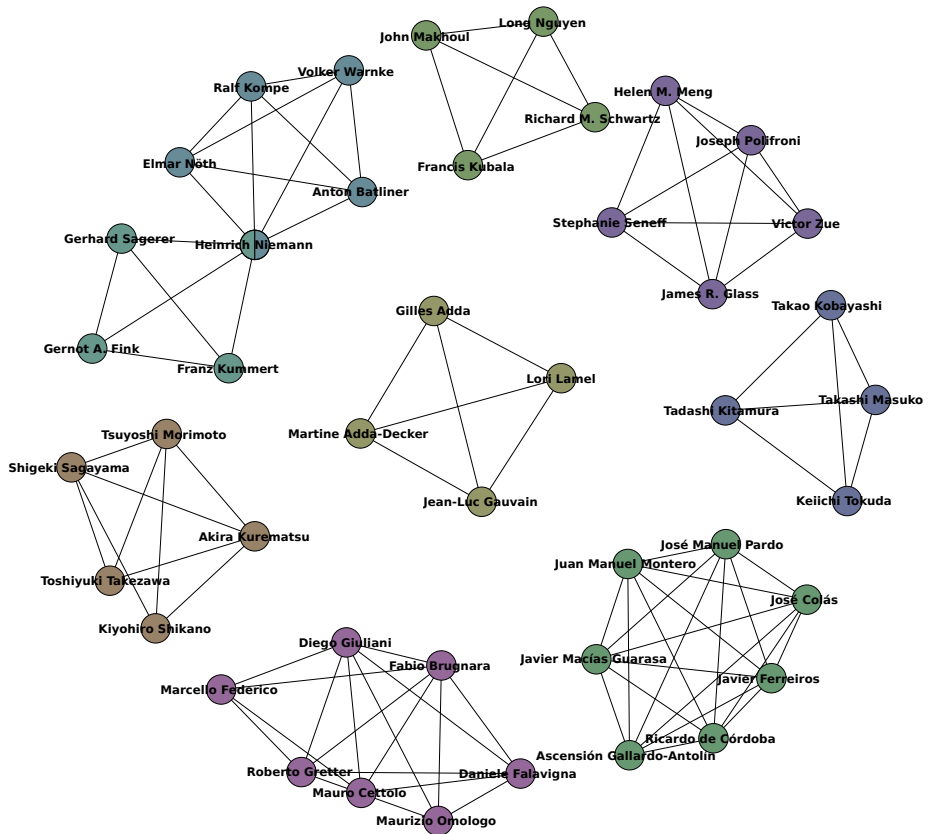 Long Nguyen
John Makhoul
Volker Warnke
Ralf Kompe
Helen M. Meng
Richard M. Schwartz
Joseph Polifroni
Elmar Nöth
Francis Kubala
Anton Batliner
Stephanie Seneff
Victor Zue
Gerhard Sagerer
Heinrich Niemann
James R. Glass
Takao Kobayashi
Gilles Adda
Gernot A. Fink
Franz Kummert
Lori Lamel
Takashi Masuko
Tadashi Kitamura
Tsuyoshi Morimoto
Martine Adda-Decker
Shigeki Sagayama
Jean-Luc Gauvain
Keiichi Tokuda
Akira Kurematsu
José Manuel Pardo
Juan Manuel Montero
Toshiyuki Takezawa
José Colás
Kiyohiro Shikano
Diego Giuliani
Javier Macías Guarasa
Fabio Brugnara
Javier Ferreiros
Marcello Federico
Ricardo de Córdoba
Ascensión Gallardo-Antolín
Roberto Gretter
Daniele Falavigna
Mauro Cettolo
Maurizio Omologo